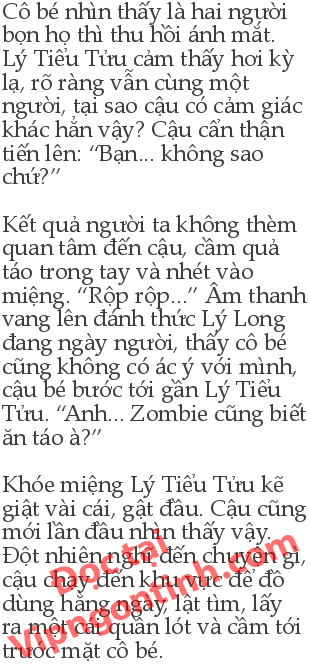 Cô bé nhìn thấy là hai người
bọn họ thì thu hồi ánh mắt.
Lý Tiểu Tửu cảm thấy hơi kỳ
lạ, rõ ràng vẫn cùng một
người, tại sao cậu có cảm giác
khác hẳn vậy? Cậu cẩn thận
tiến lên: “Bạn... không sao
chứ?”
Kết quả người ta không thèm
quan tâm đến cậu, cầm quả
táo trong tay và nhét vào
miệng. “Rộp rộp...” Âm thanh
vang lên đánh thức Lý Long
đang ngày người, thấy cô bé
cũng không có ác ý với mình,
cậu bé bước tới gần Lý Tiểu
Tửu. “Anh... Zombie cũng biết
ăn táo à?”
Khóe miệng Lý Tiểu Tửu kẽ
giật vài cái, gật đầu. Cậu cũng
mới lần đầu nhìn thấy vậy.
Đột nhiên nghĩ đến chuyện gì,
cậu chạy đến khu vực để đồ
dùng hằng ngày, lật tìm, lấy
ra một cái quần lót và cầm tới
trước mặt cô bé.
Đọc tại
Vipngontinh.com